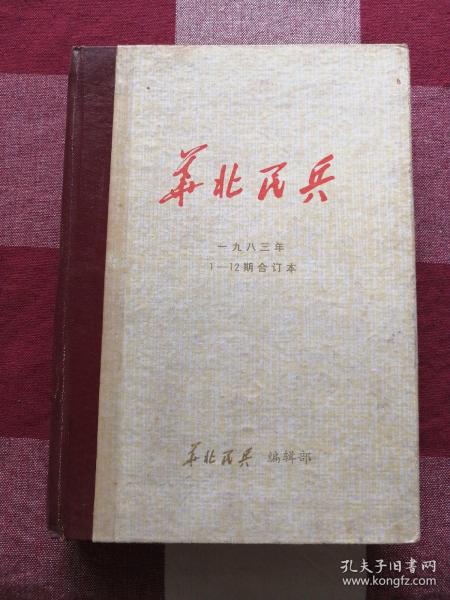 華北民兵
一九八三年
1—12期合订本
華北民兵 编辑部
孔夫子旧书网
www.kongfz.com